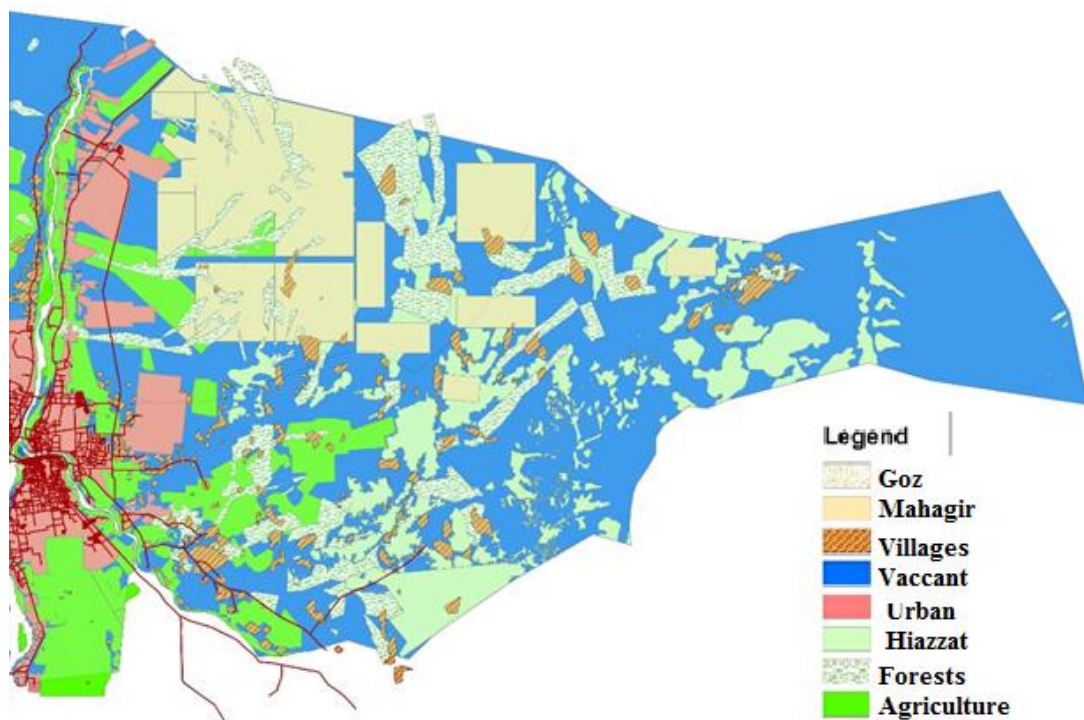 Legend
Goz
Mahagir
Villages
Vaccant
Urban
Hiazzat
Forests
Agriculture